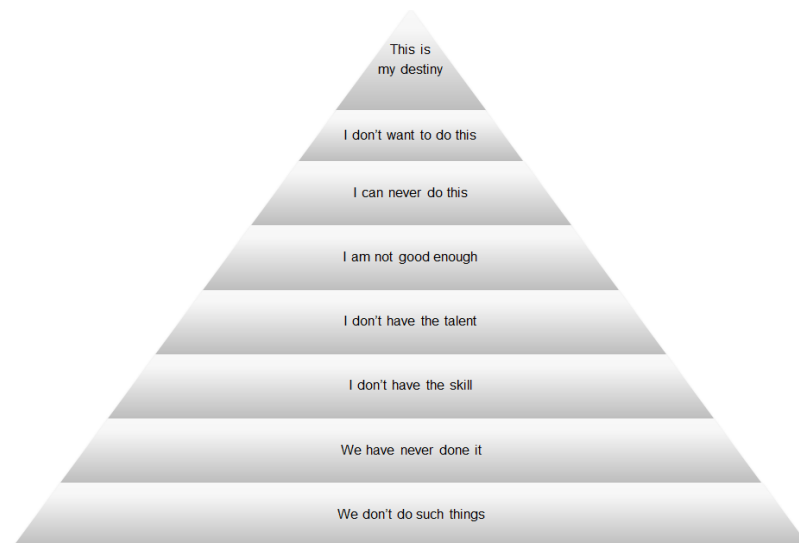 This is
my destiny
I don't want to do this
I can never do this
I am not good enough
I don't have the talent
I don't have the skill
We have never done it
We don't do such things